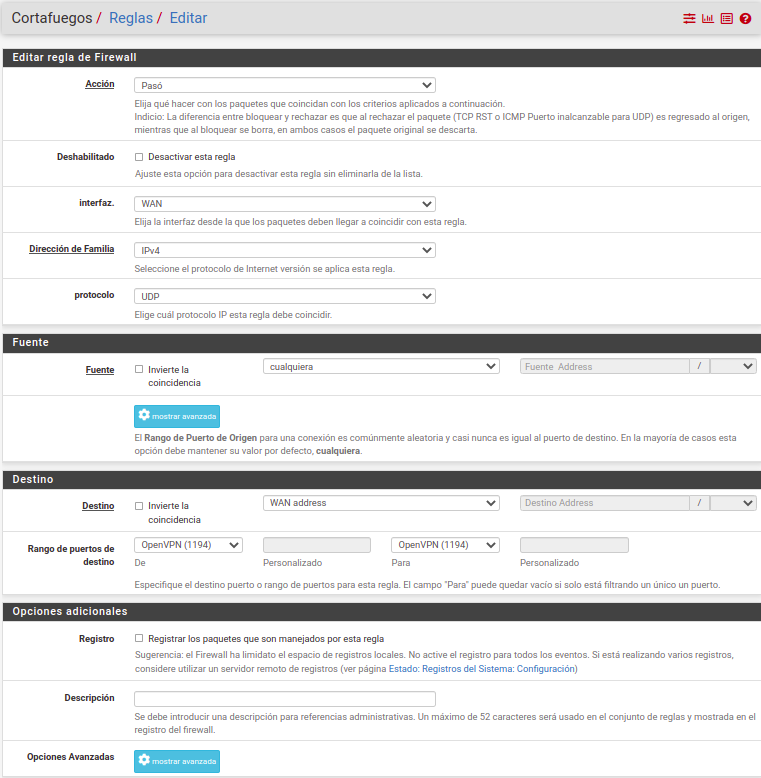 Cortafuegos / Reglas / Editar
Editar regla de Firewall
Acción
Pasó
Elija qué hacer con los paquetes que coincidan con los criterios aplicados a continuación.
Indicio: La diferencia entre bloquear y rechazar es que al rechazar el paquete (TCP RST o ICMP Puerto inalcanzable para UDP) es regresado al origen,
mientras que al bloquear se borra, en ambos casos el paquete original se descarta.
Deshabilitado
Desactivar esta regla
Ajuste esta opción para desactivar esta regla sin eliminarla de la lista.
interfaz.
WAN
Elija la interfaz desde la que los paquetes deben llegar a coincidir con esta regla.
Dirección de Familia
IPv4
Seleccione el protocolo de Internet versión se aplica esta regla.
protocolo
UDP
Elige cuál protocolo IP esta regla debe coincidir.
Fuente
Fuente
Invierte la
coincidencia
cualquiera
Fuente Address
/
mostrar avanzada
El Rango de Puerto de Origen para una conexión es comúnmente aleatoria y casi nunca es igual al puerto de destino. En la mayoría de casos esta
opción debe mantener su valor por defecto, cualquiera.
Destino
Destino
Invierte la
coincidencia
WAN address
Destino Address
/
Rango de puertos de
destino
OpenVPN (1194)
OpenVPN (1194)
De
Personalizado
Para
Personalizado
Especifique el destino puerto o rango de puertos para esta regla. El campo "Para" puede quedar vacío si solo está filtrando un único un puerto.
Opciones adicionales
Registro
Registrar los paquetes que son manejados por esta regla
Sugerencia: el Firewall ha limidato el espacio de registros locales. No active el registro para todos los eventos. Si está realizando varios registros,
considere utilizar un servidor remoto de registros (ver página Estado: Registros del Sistema: Configuración)
Descripción
Se debe introducir una descripción para referencias administrativas. Un máximo de 52 caracteres será usado en el conjunto de reglas y mostrada en el
registro del firewall.
Opciones Avanzadas
mostrar avanzada